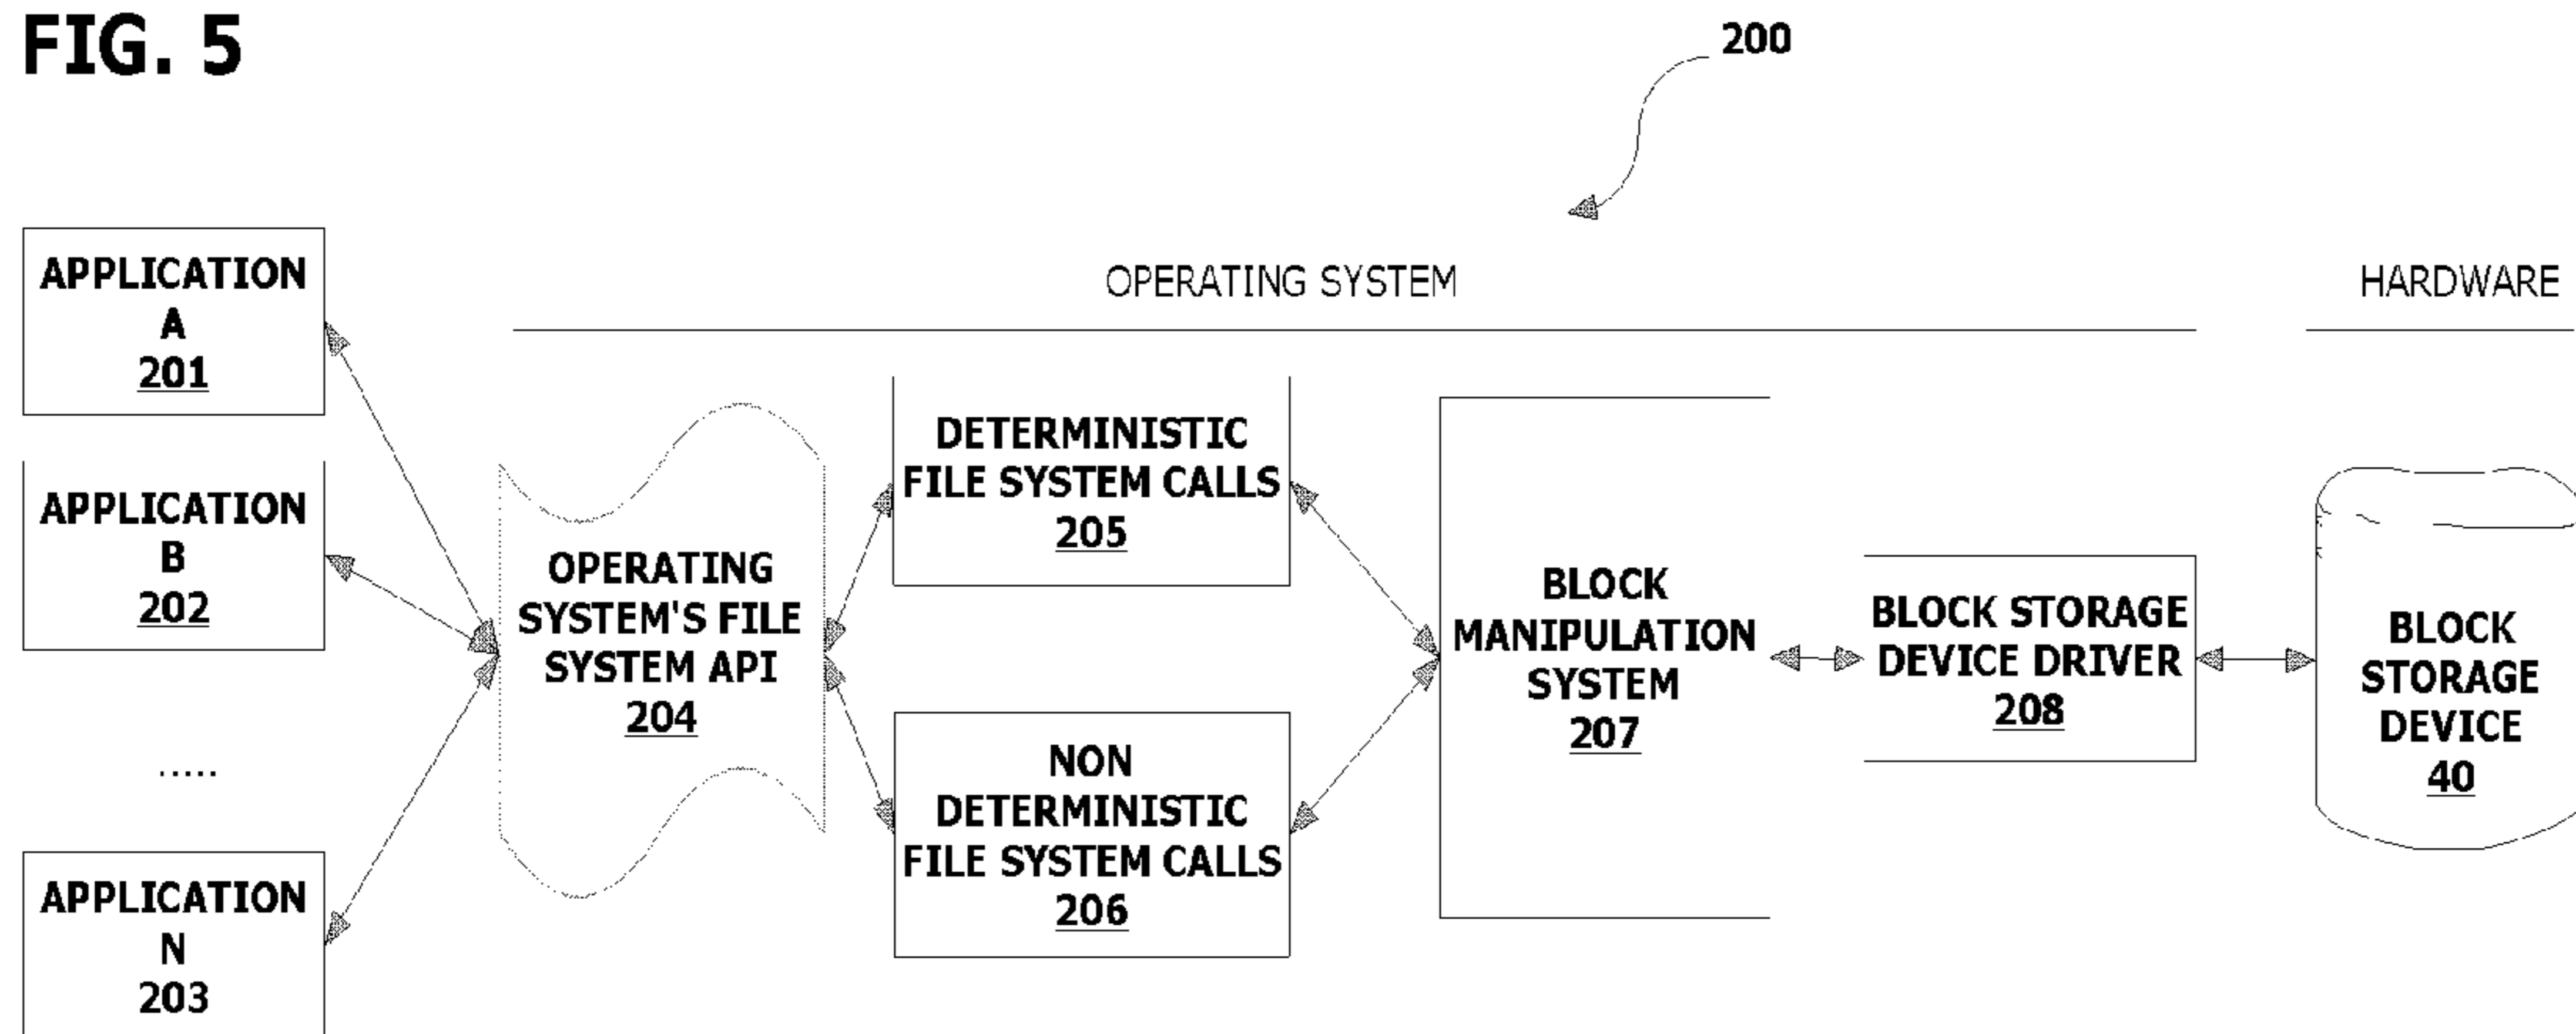 FIG. 5
200
OPERATING SYSTEM
HARDWARE
APPLICATION
A
201
APPLICATION
B
202
.....
APPLICATION
N
203
OPERATING
SYSTEM'S FILE
SYSTEM API
204
DETERMINISTIC
FILE SYSTEM CALLS
205
NON
DETERMINISTIC
FILE SYSTEM CALLS
206
BLOCK
MANIPULATION
SYSTEM
207
BLOCK STORAGE
DEVICE DRIVER
208
BLOCK
STORAGE
DEVICE
40